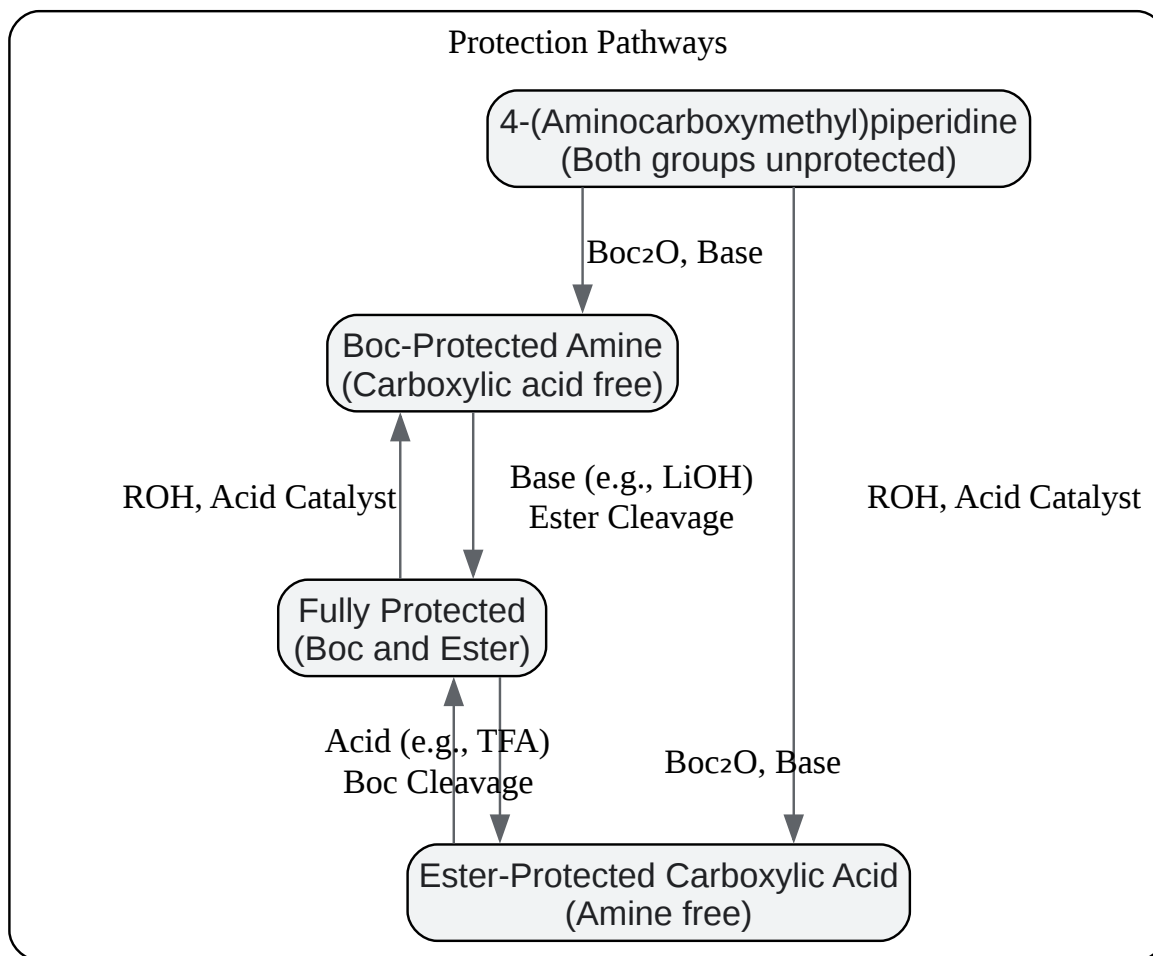 Protection Pathways
4-(Aminocarboxymethyl)piperidine
(Both groups unprotected)
Boc₂O, Base
Boc-Protected Amine
(Carboxylic acid free)
ROH, Acid Catalyst
Base (e.g., LiOH)
Ester Cleavage
ROH, Acid Catalyst
Fully Protected
(Boc and Ester)
Acid (e.g., TFA)
Boc Cleavage
Boc₂O, Base
Ester-Protected Carboxylic Acid
(Amine free)